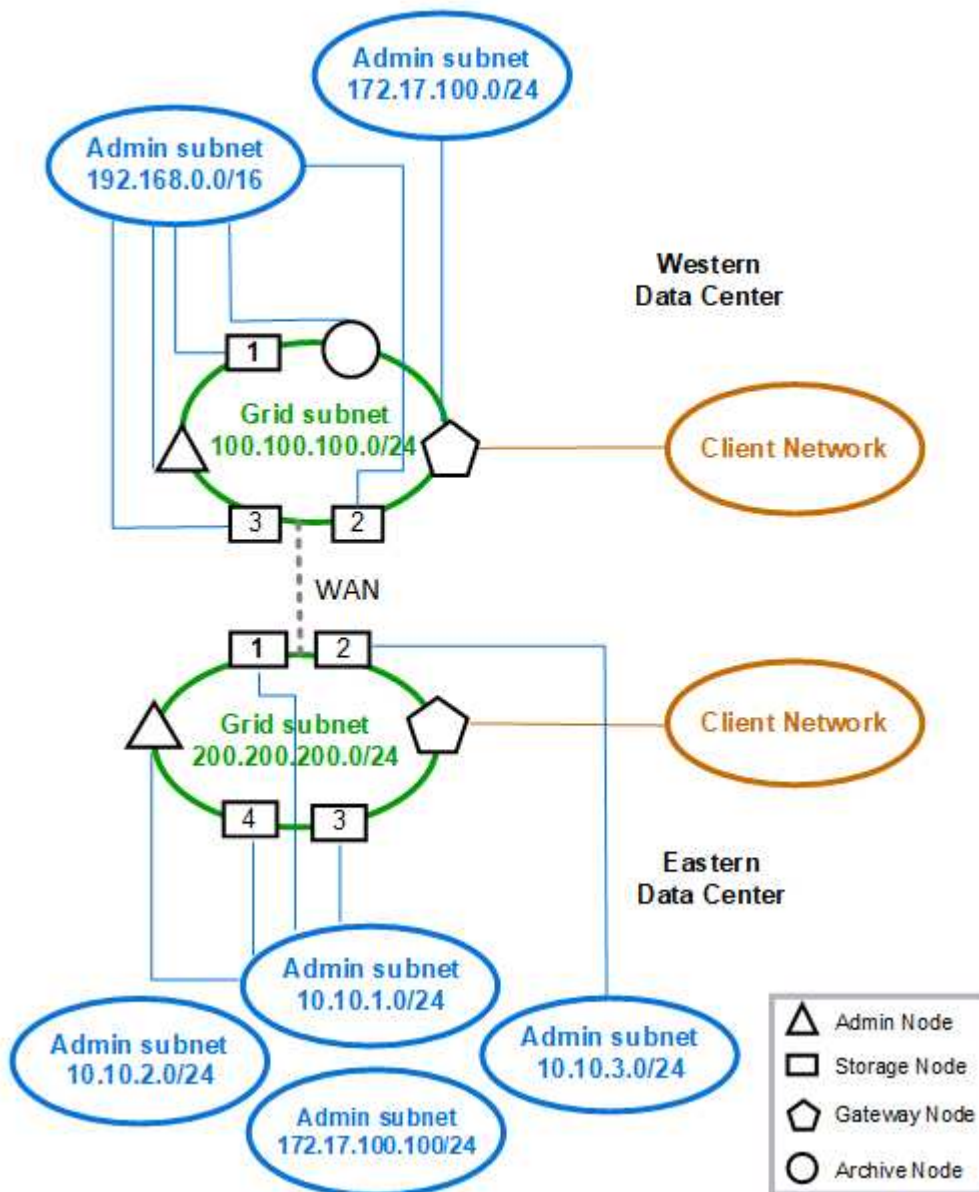 Admin subnet
172.17.100.0/24
Admin subnet
192.168.0.0/16
Western
Data Center
1
Grid subnet
100.100.100.0/24
Client Network
3
2
WAN
1
2
Grid subnet
200.200.200.0/24
Client Network
4
3
Eastern
Data Center
Admin subnet
10.10.1.0/24
Admin subnet
10.10.2.0/24
Admin subnet
10.10.3.0/24
Admin subnet
172.17.100.100/24
Admin Node
Storage Node
Gateway Node
Archive Node